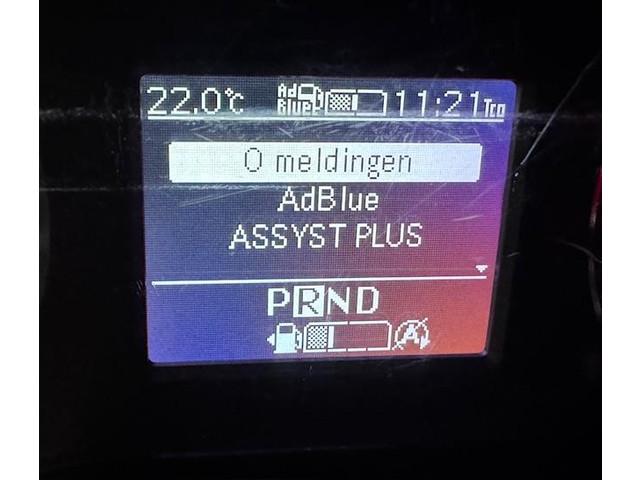 22.0°C AdBlue 11:21 Tco
0 meldingen
AdBlue
ASSYST PLUS
PRND
A